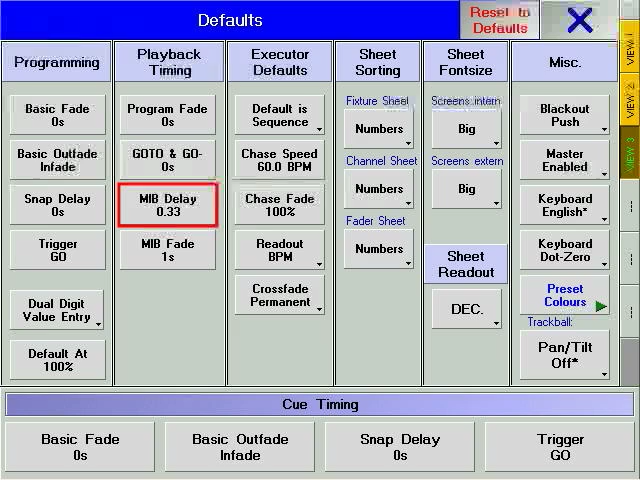 Defaults
Reset to
Defaults
VIEW 1
VIEW 2
VIEW 3
Programming
Basic Fade
0s
Basic Outfade
Infade
Snap Delay
0s
Trigger
GO
Dual Digit
Value Entry
Default At
100%
Playback
Timing
Program Fade
0s
GOTO & GO-
0s
MIB Delay
0.33
MIB Fade
1s
Executor
Defaults
Default is
Sequence
Chase Speed
60.0 BPM
Chase Fade
100%
Readout
BPM
Crossfade
Permanent
Sheet
Sorting
Fixture Sheet
Numbers
Channel Sheet
Numbers
Fader Sheet
Numbers
Sheet
Fontsize
Screens intern
Big
Screens extern
Big
Sheet
Readout
DEC.
Misc.
Blackout
Push
Master
Enabled
Keyboard
English*
Keyboard
Dot-Zero
Preset
Colours
Trackball:
Pan/Tilt
Off*
Cue Timing
Basic Fade
0s
Basic Outfade
Infade
Snap Delay
0s
Trigger
GO